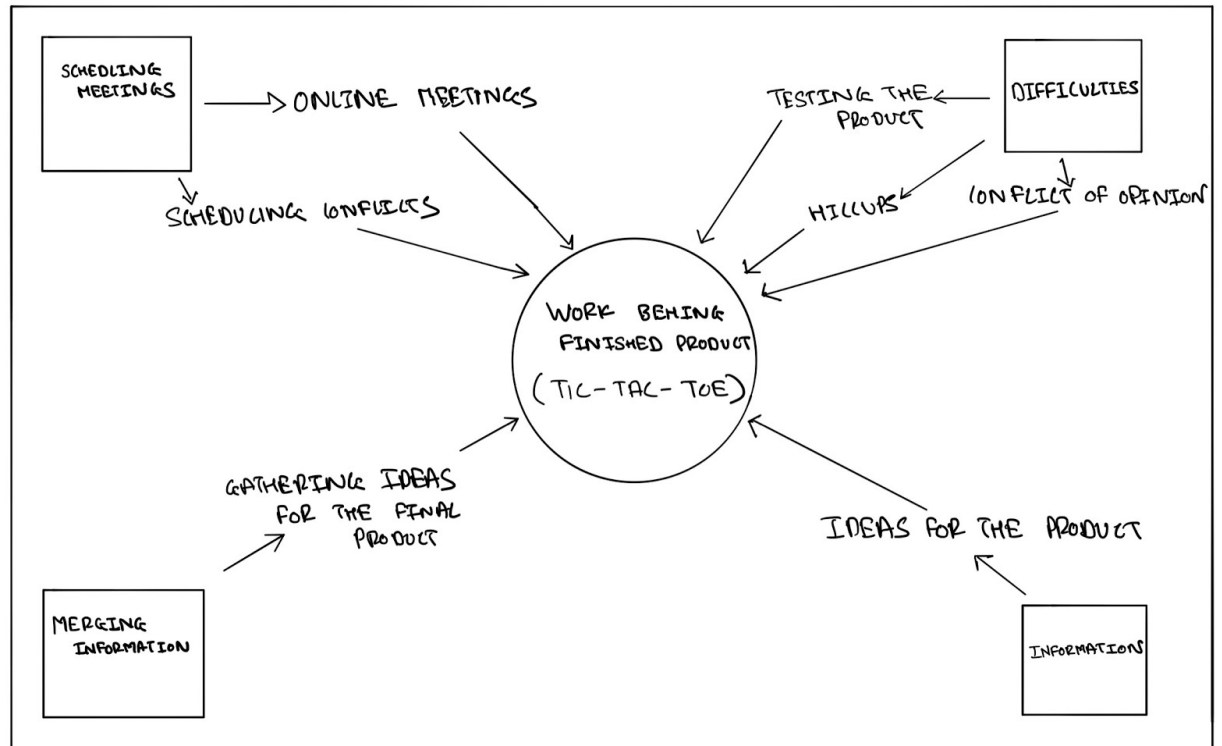 SCHEDLING
MEETINGS
ONLINE MEETINGS
SCHEDULING CONFLICTS
DIFFICULTIES
TESTING THE
PRODUCT
HICCUPS
CONFLICT OF OPINION
WORK BEHING
FINISHED PRODUCT
(TIC-TAC-TOE)
GATHERING IDEAS
FOR THE FINAL
PRODUCT
MERGING
INFORMATION
IDEAS FOR THE PRODUCT
INFORMATION